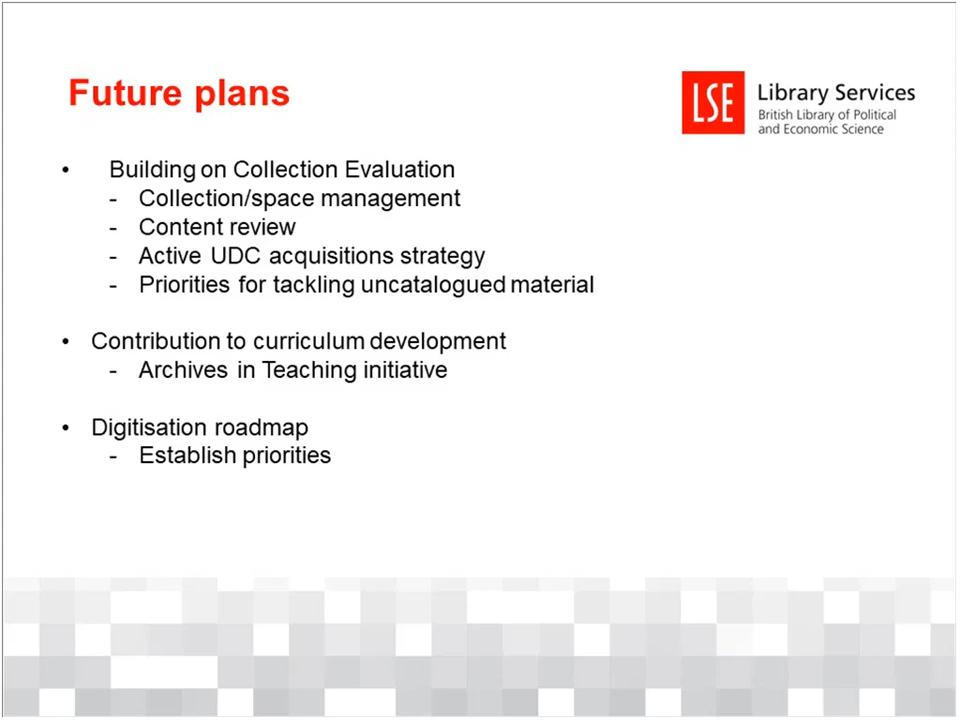 Future plans
LSE
Library Services
British Library of Political
and Economic Science
• Building on Collection Evaluation
- Collection/space management
- Content review
- Active UDC acquisitions strategy
- Priorities for tackling uncatalogued material
• Contribution to curriculum development
- Archives in Teaching initiative
• Digitisation roadmap
- Establish priorities